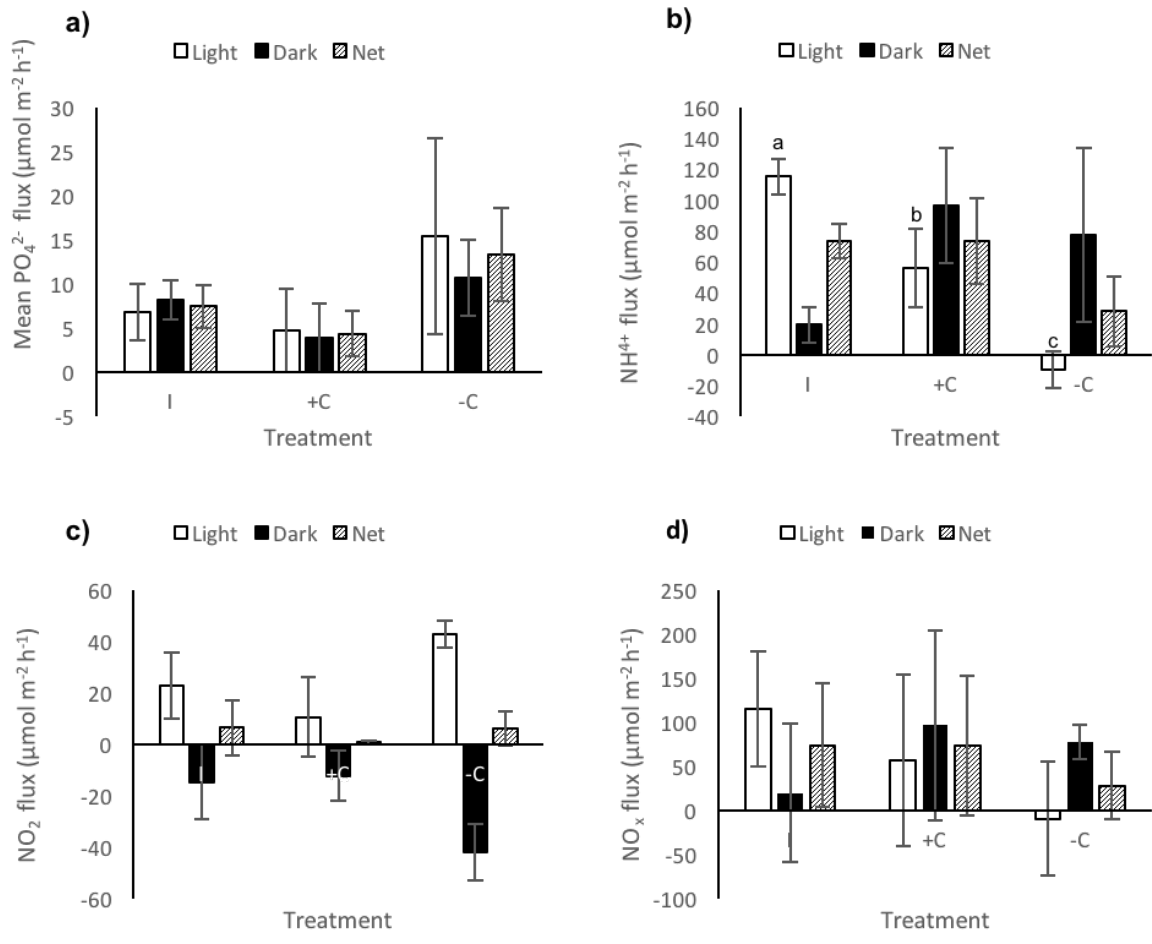 a)
Light Dark Net
Mean PO₄²⁻ flux (µmol m⁻² h⁻¹)
30
25
20
15
10
5
0
-5
I +C -C
Treatment
b)
Light Dark Net
NH⁴⁺ flux (µmol m⁻² h⁻¹)
160
140
120
100
80
60
40
20
0
-20
-40
a
b
c
I +C -C
Treatment
c)
Light Dark Net
NO₂ flux (µmol m⁻² h⁻¹)
60
40
20
0
-20
-40
-60
I +C -C
Treatment
d)
Light Dark Net
NOₓ flux (µmol m⁻² h⁻¹)
250
200
150
100
50
0
-50
-100
I +C -C
Treatment